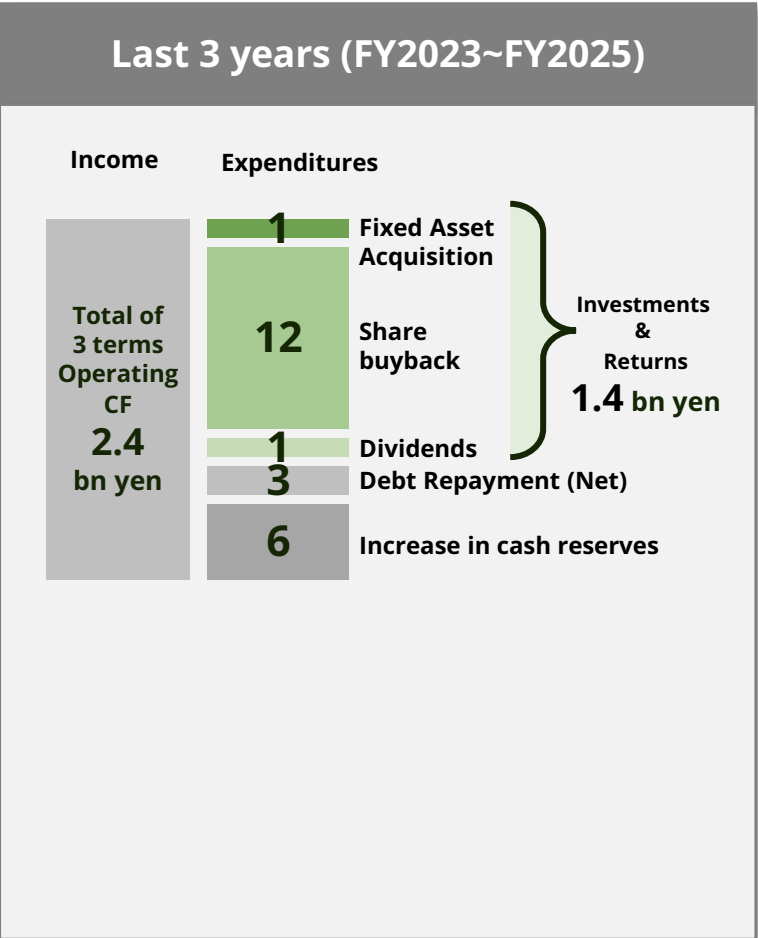 Last 3 years (FY2023~FY2025)
Income
Expenditures
Total of
3 terms
Operating
CF
2.4
bn yen
1
Fixed Asset
Acquisition
12
Share
buyback
1
Dividends
3
Debt Repayment (Net)
6
Increase in cash reserves
Investments
&
Returns
1.4 bn yen